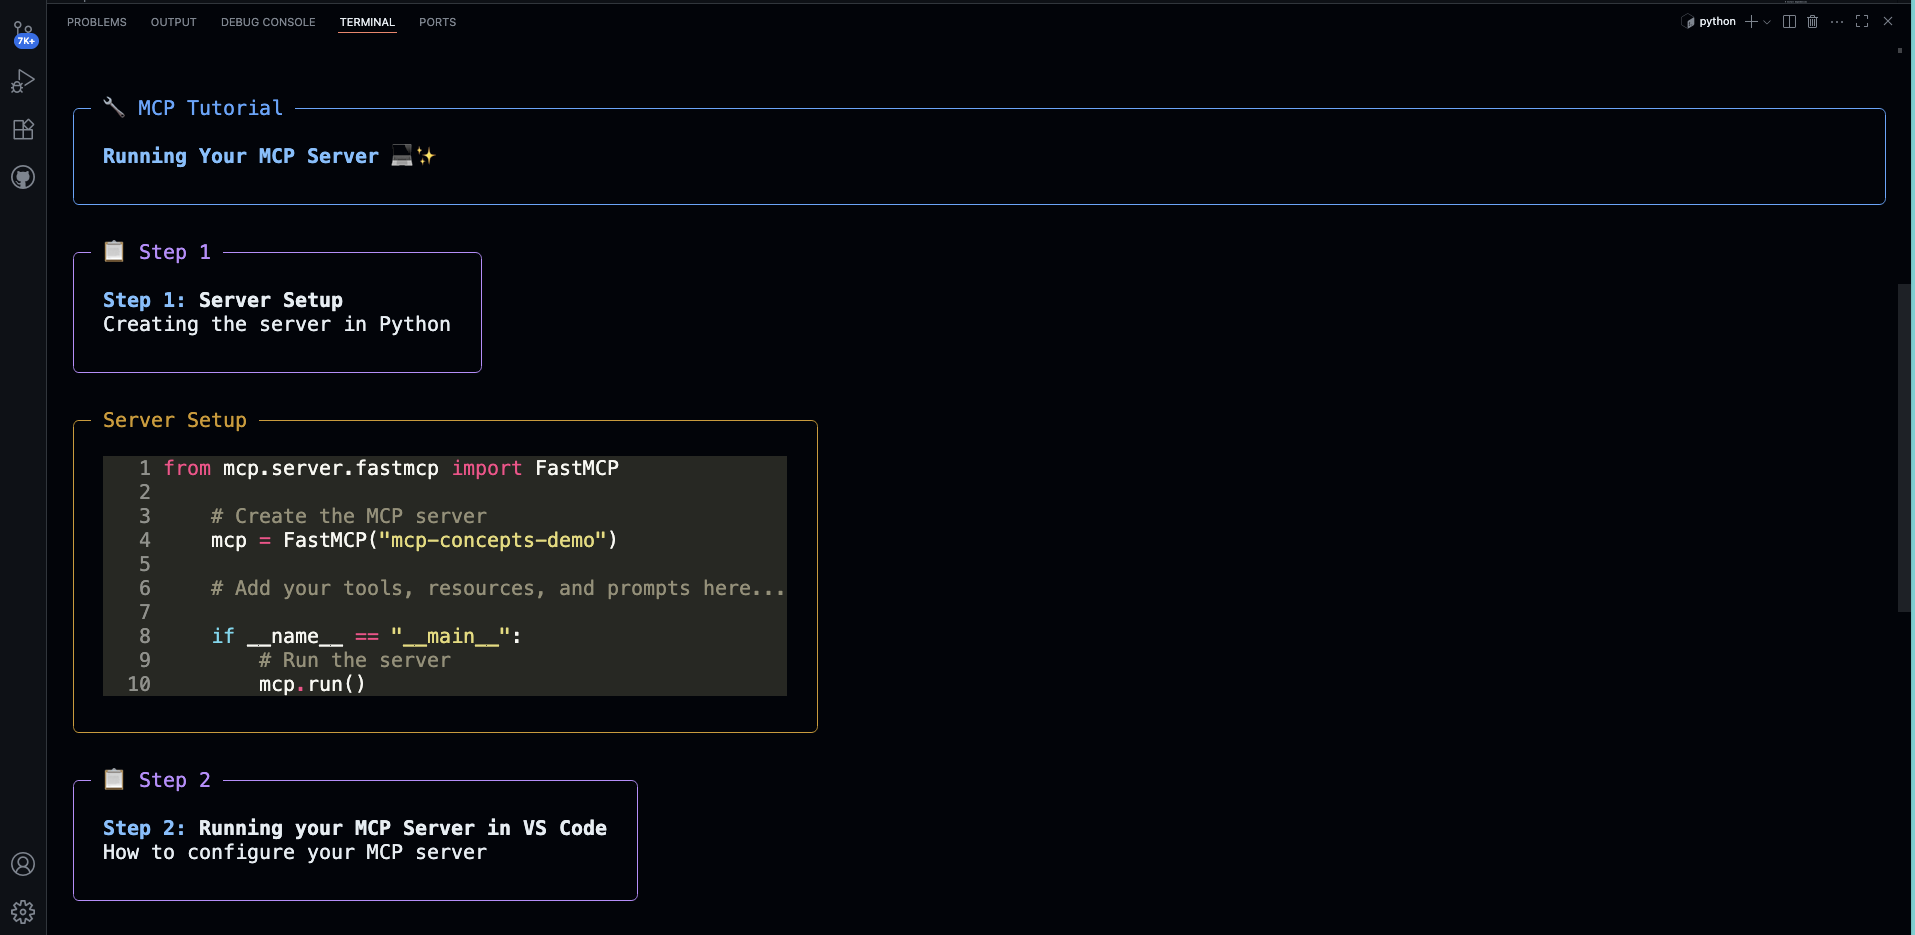 PROBLEMS OUTPUT DEBUG CONSOLE TERMINAL PORTS
python
7K+
MCP Tutorial
Running Your MCP Server
Step 1
Step 1: Server Setup
Creating the server in Python
Server Setup
1 from mcp.server.fastmcp import FastMCP
2
3 # Create the MCP server
4 mcp = FastMCP("mcp-concepts-demo")
5
6 # Add your tools, resources, and prompts here...
7
8 if __name__ == "__main__":
9 # Run the server
10 mcp.run()
Step 2
Step 2: Running your MCP Server in VS Code
How to configure your MCP server